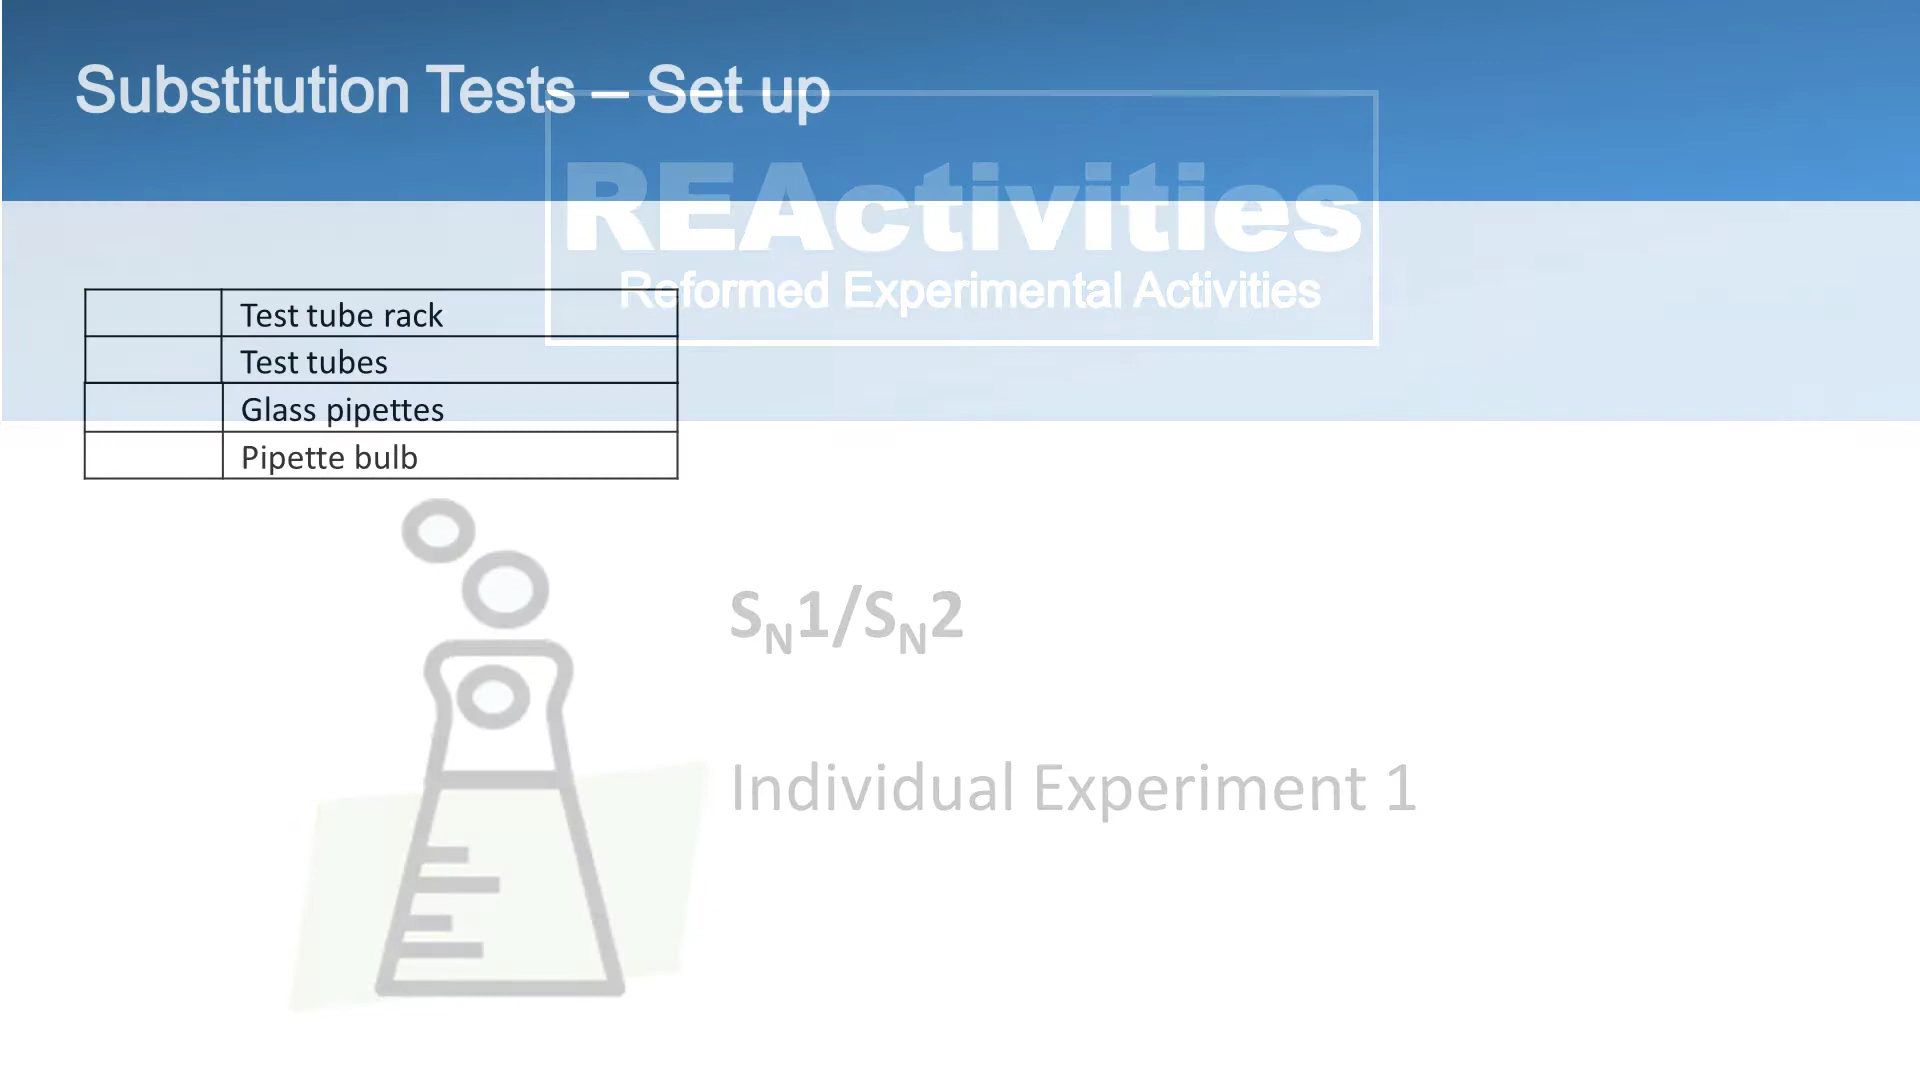 Substitution Tests – Set up
REActivities
Reformed Experimental Activities
Test tube rack
Test tubes
Glass pipettes
Pipette bulb
SN1/SN2
Individual Experiment 1